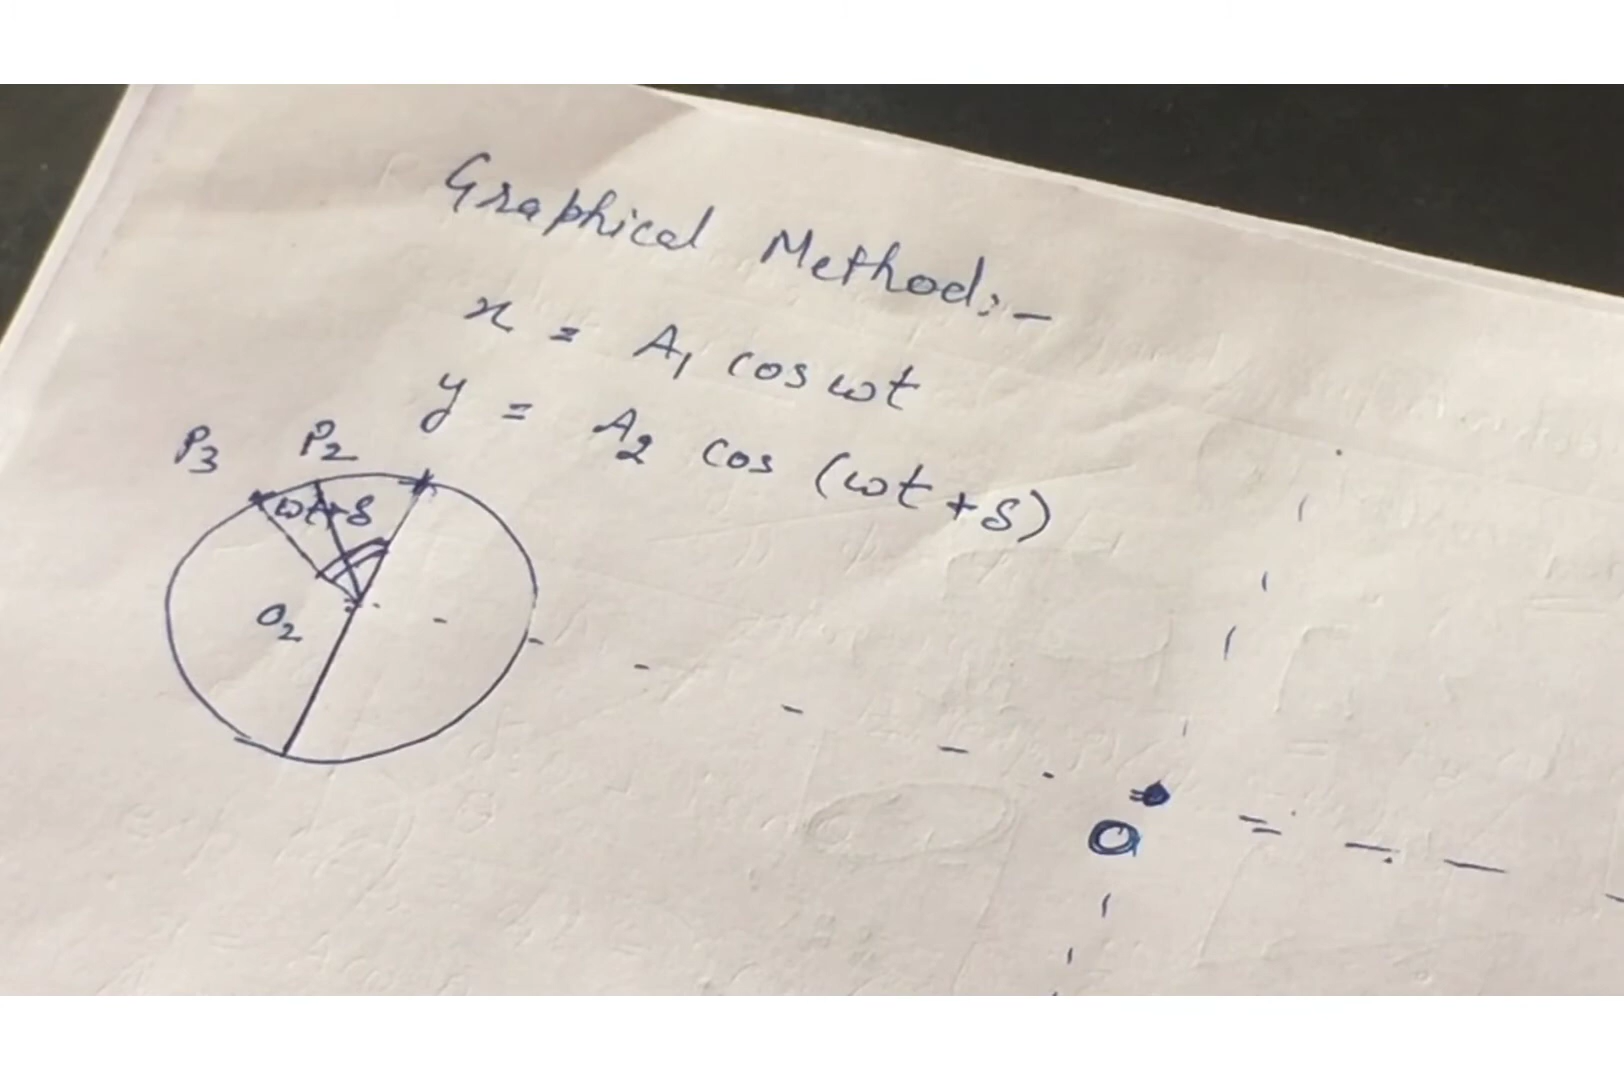 Graphical Method:-
x = A₁ cos ωt
y = A₂ cos (ωt + δ)
P₃ P₂
ωt+δ
O₂
O